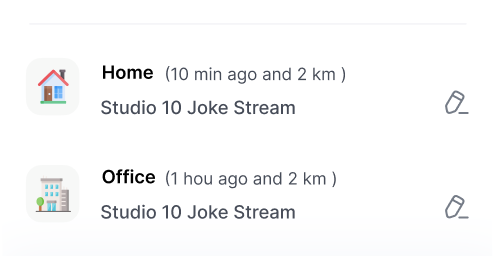 Home (10 min ago and 2 km )
Studio 10 Joke Stream
Office (1 hou ago and 2 km )
Studio 10 Joke Stream